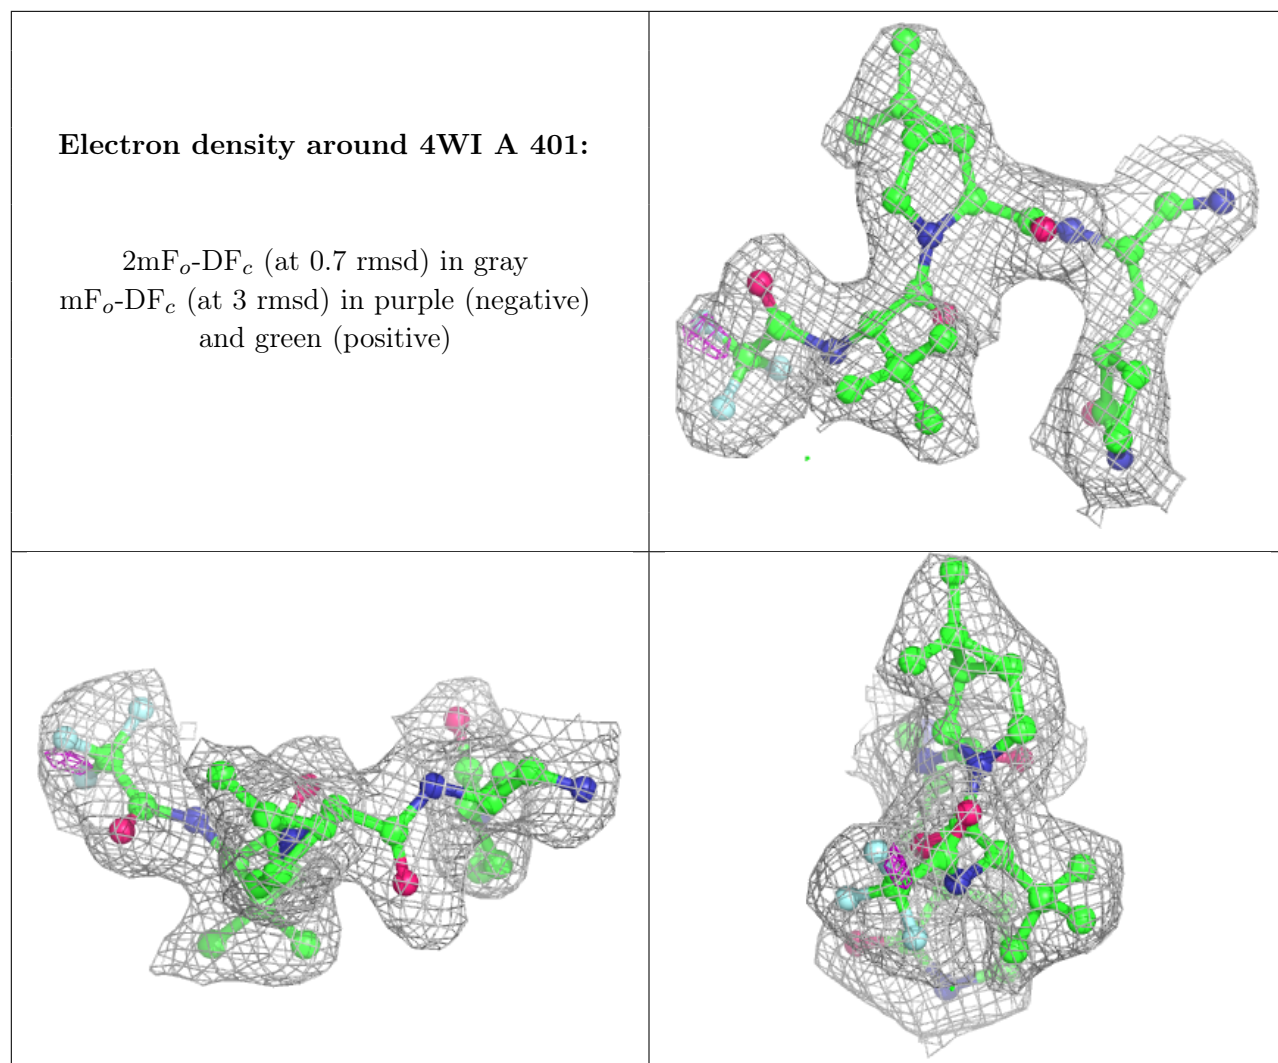 Electron density around 4WI A 401:
2mFo-DFc (at 0.7 rmsd) in gray
mFo-DFc (at 3 rmsd) in purple (negative)
and green (positive)